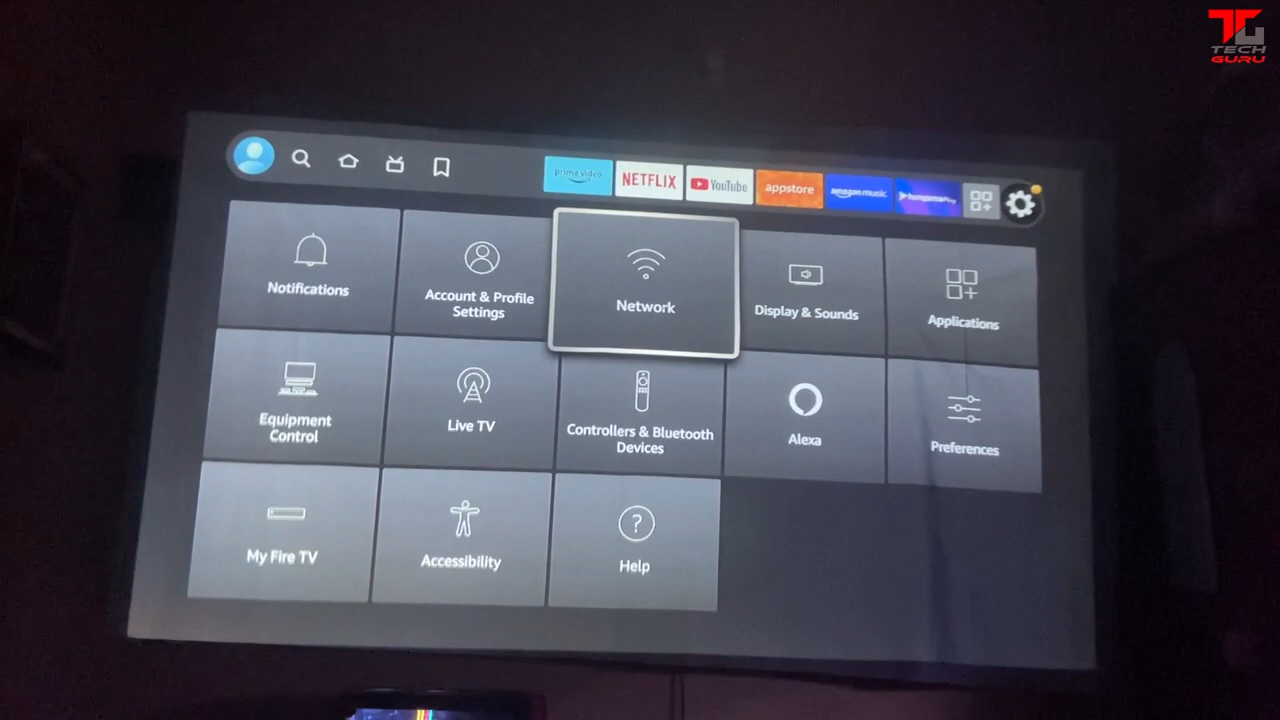 TG
TECH
GURU
prime video
NETFLIX
YouTube
appstore
amazon music
Notifications
Account & Profile
Settings
Network
Display & Sounds
Applications
Equipment
Control
Live TV
Controllers & Bluetooth
Devices
Alexa
Preferences
My Fire TV
Accessibility
?
Help